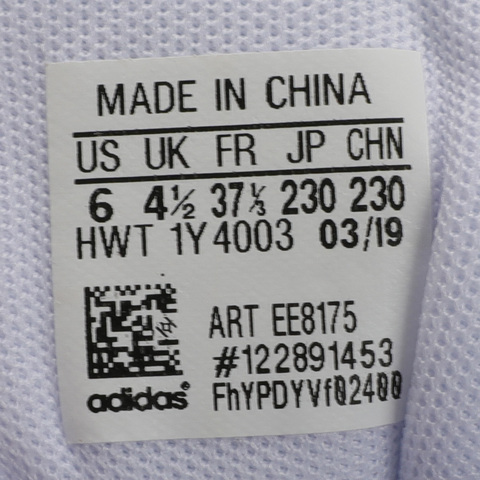 MADE IN CHINA
US UK FR JP CHN
6 4½ 37⅓ 230 230
HWT 1Y4003 03/19
ART EE8175
#122891453
FhYPDYVf02400
adidas®